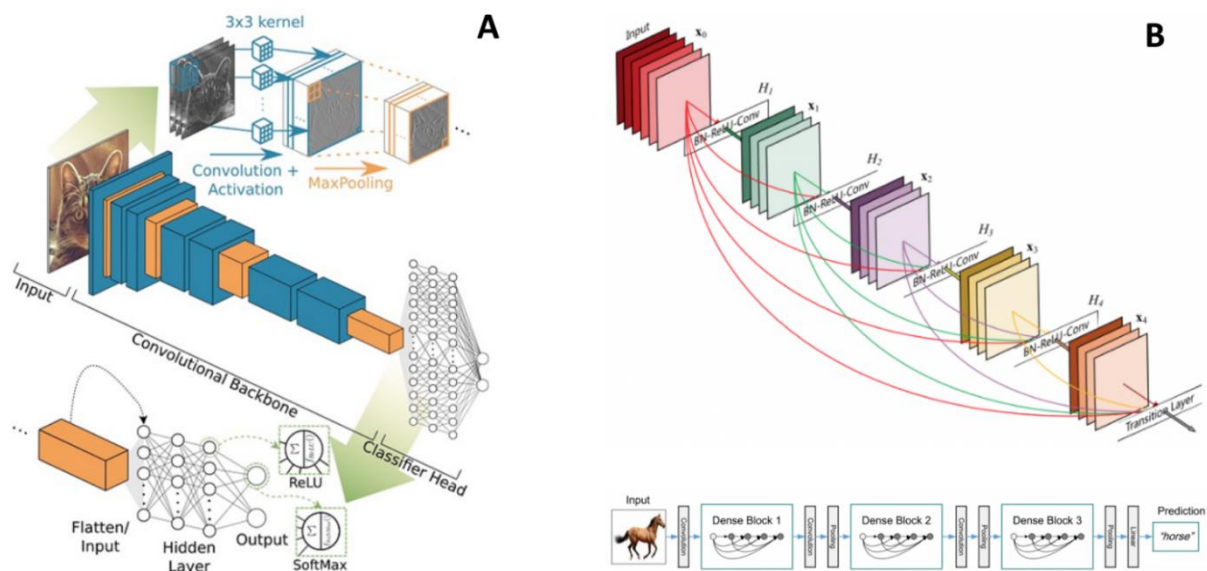 A
3x3 kernel
Convolution +
Activation
MaxPooling
...
Input
Convolutional Backbone
Classifier Head
...
Flatten/
Input
Hidden
Layer
Output
Σ
ReLU
Σ
SoftMax
B
Input
x₀
H₁
BN-ReLU-Conv
x₁
H₂
BN-ReLU-Conv
x₂
H₃
BN-ReLU-Conv
x₃
H₄
BN-ReLU-Conv
x₄
Transition Layer
Input
Convolution
Dense Block 1
Convolution
Pooling
Dense Block 2
Convolution
Pooling
Dense Block 3
Pooling
Linear
Prediction
"horse"